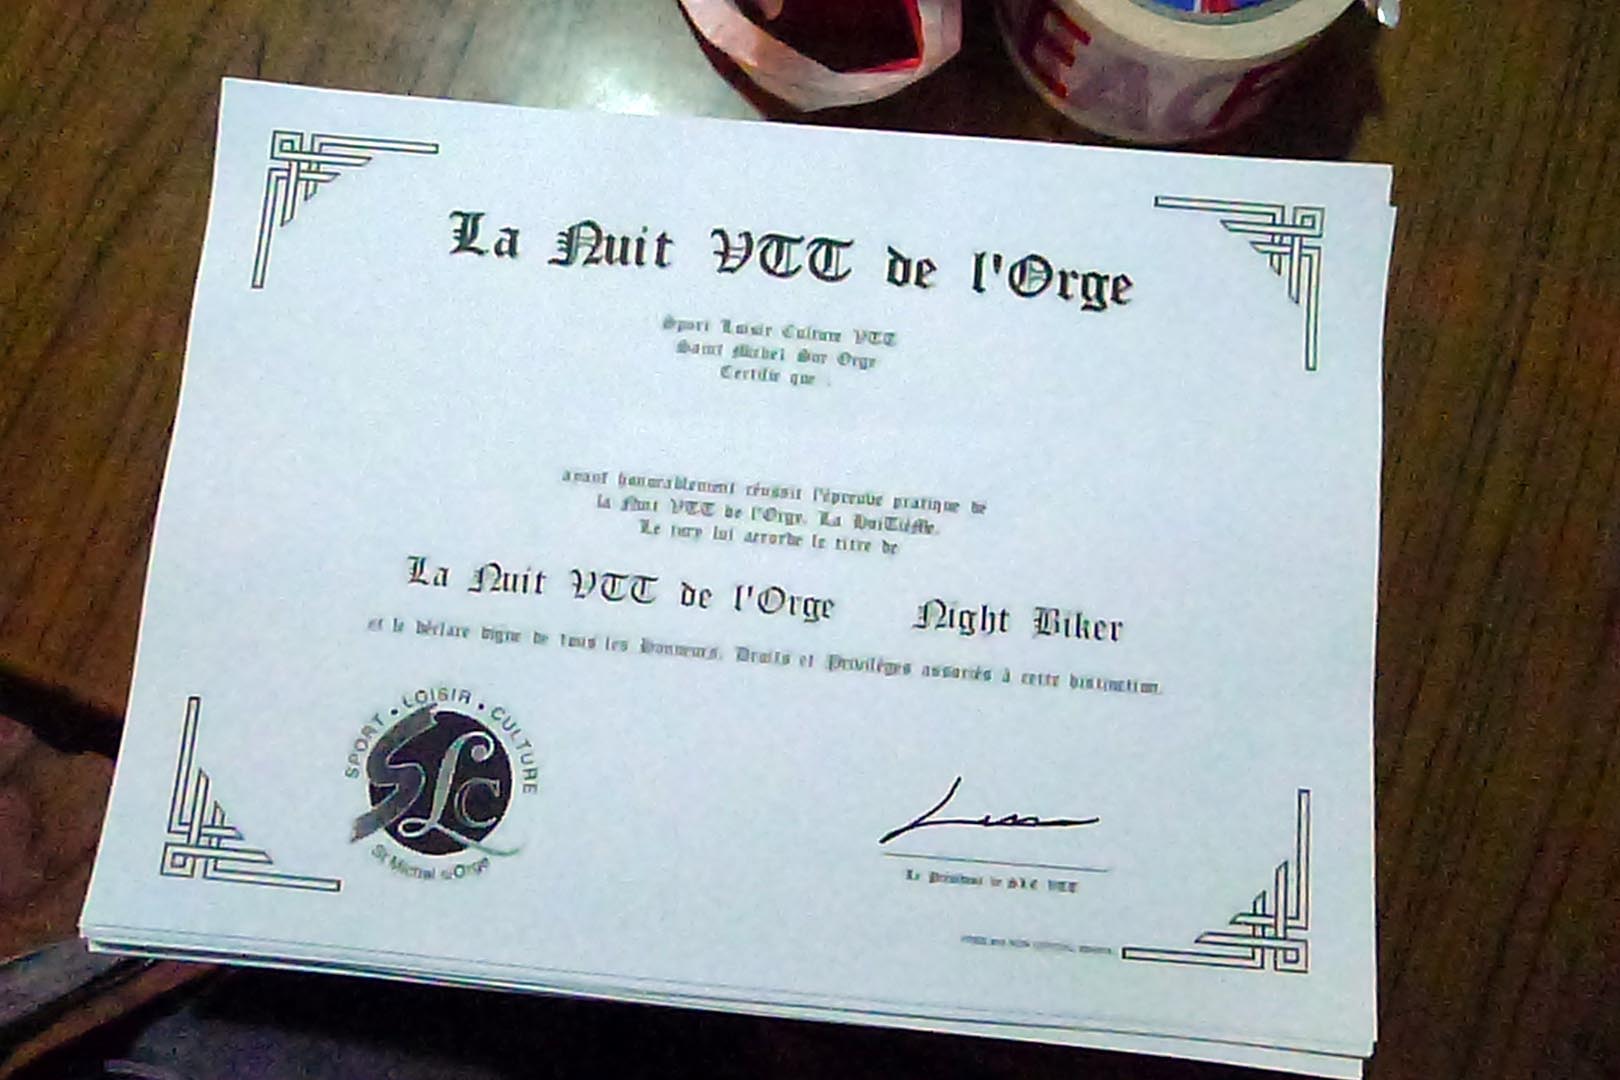 EACE
La Nuit VTT de l'Orge
Sport Loisir Culture VTT
Saint Michel Sur Orge
Certifie que :
ayant honorablement réussit l'épreuve pratique de
la Nuit VTT de l'Orge, La HuiTièMe.
Le jury lui accorde le titre de
La Nuit VTT de l'Orge Night Biker
et le déclare digne de tous les Honneurs, Droits et Privilèges associés à cette distinction.
SPORT • LOISIR • CULTURE
SLC
St Michel s/Orge
Le Président de SLC VTT